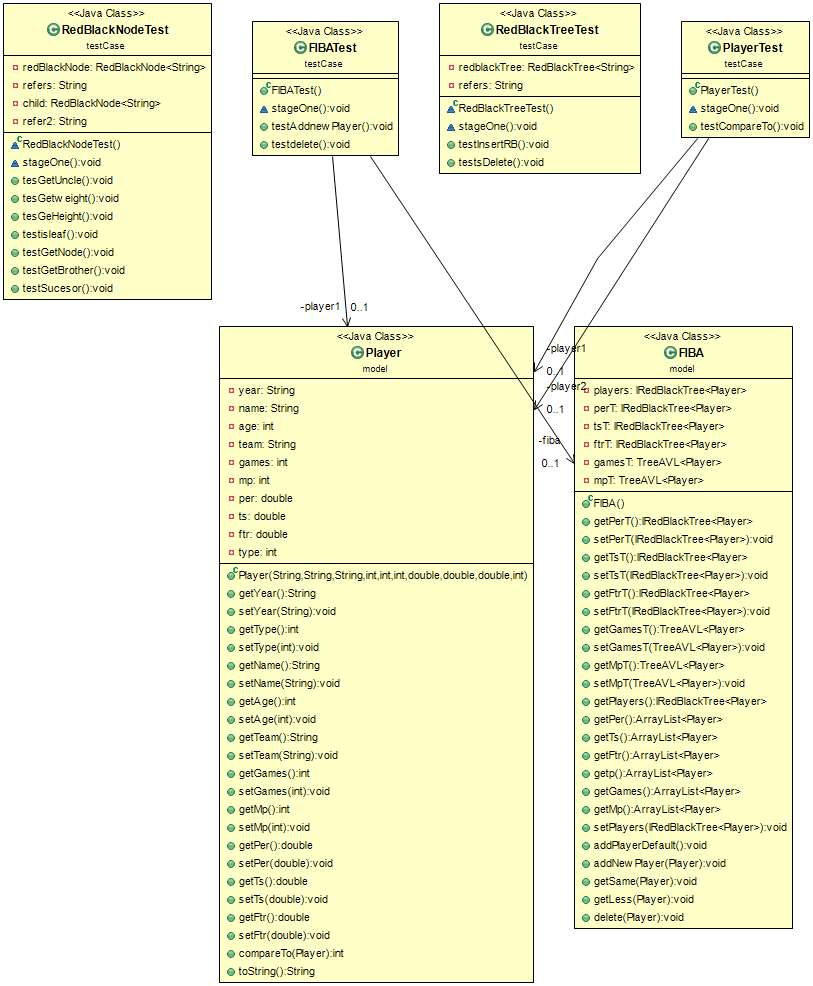 <<Java Class>>
RedBlackNodeTest
testCase
redBlackNode: RedBlackNode<String>
refers: String
child: RedBlackNode<String>
refer2: String
RedBlackNodeTest()
stageOne():void
tesGetUncle():void
tesGetweight():void
tesGeHeight():void
testisleaf():void
testGetNode():void
testGetBrother():void
testSucesor():void
<<Java Class>>
FIBATest
testCase
FIBATest()
stageOne():void
testAddnewPlayer():void
testdelete():void
<<Java Class>>
RedBlackTreeTest
testCase
redblackTree: RedBlackTree<String>
refers: String
RedBlackTreeTest()
stageOne():void
testInsertRB():void
testsDelete():void
<<Java Class>>
PlayerTest
testCase
PlayerTest()
stageOne():void
testCompareTo():void
-player1
0..1
-player1
0..1
-player2
0..1
-fiba
0..1
<<Java Class>>
Player
model
year: String
name: String
age: int
team: String
games: int
mp: int
per: double
ts: double
ftr: double
type: int
Player(String,String,String,int,int,int,double,double,double,int)
getYear():String
setYear(String):void
getType():int
setType(int):void
getName():String
setName(String):void
getAge():int
setAge(int):void
getTeam():String
setTeam(String):void
getGames():int
setGames(int):void
getMp():int
setMp(int):void
getPer():double
setPer(double):void
getTs():double
setTs(double):void
getFtr():double
setFtr(double):void
compareTo(Player):int
toString():String
<<Java Class>>
FIBA
model
players: IRedBlackTree<Player>
perT: IRedBlackTree<Player>
tsT: IRedBlackTree<Player>
ftrT: IRedBlackTree<Player>
gamesT: TreeAVL<Player>
mpT: TreeAVL<Player>
FIBA()
getPerT():IRedBlackTree<Player>
setPerT(IRedBlackTree<Player>):void
getTsT():IRedBlackTree<Player>
setTsT(IRedBlackTree<Player>):void
getFtrT():IRedBlackTree<Player>
setFtrT(IRedBlackTree<Player>):void
getGamesT():TreeAVL<Player>
setGamesT(TreeAVL<Player>):void
getMpT():TreeAVL<Player>
setMpT(TreeAVL<Player>):void
getPlayers():IRedBlackTree<Player>
getPer():ArrayList<Player>
getTs():ArrayList<Player>
getFtr():ArrayList<Player>
getp():ArrayList<Player>
getGames():ArrayList<Player>
getMp():ArrayList<Player>
setPlayers(IRedBlackTree<Player>):void
addPlayerDefault():void
addNewPlayer(Player):void
getSame(Player):void
getLess(Player):void
delete(Player):void